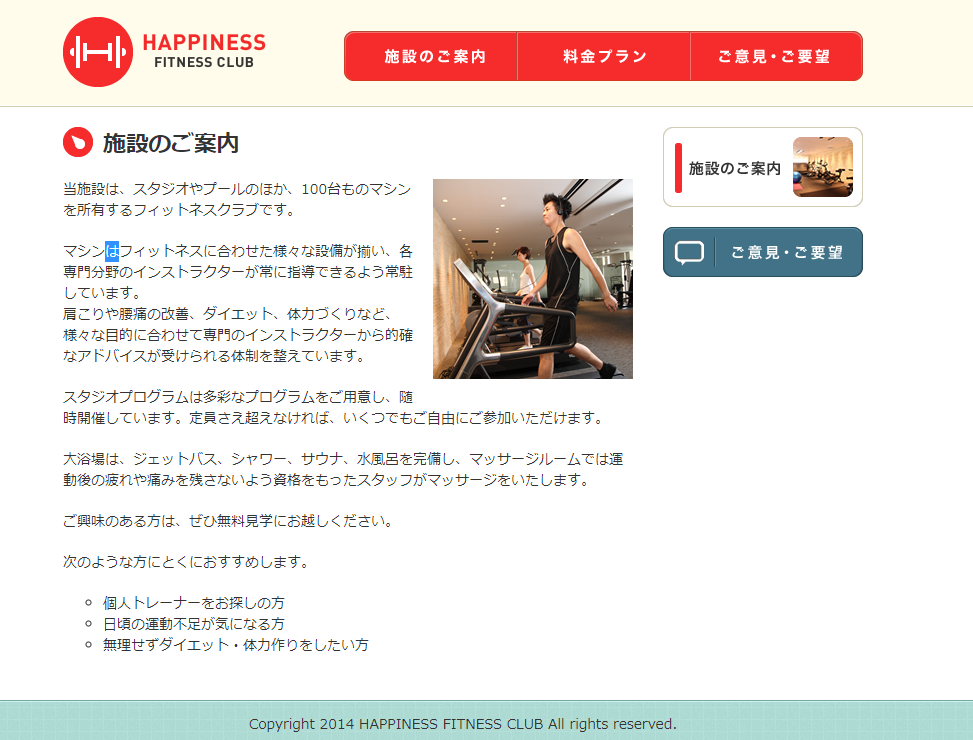 HAPPINESS
FITNESS CLUB
施設のご案内
料金プラン
ご意見・ご要望
施設のご案内
当施設は、スタジオやプールのほか、100台ものマシン
を所有するフィットネスクラブです。
マシンはフィットネスに合わせた様々な設備が揃い、各
専門分野のインストラクターが常に指導できるよう常駐
しています。
肩こりや腰痛の改善、ダイエット、体力づくりなど、
様々な目的に合わせて専門のインストラクターから的確
なアドバイスが受けられる体制を整えています。
スタジオプログラムは多彩なプログラムをご用意し、随
時開催しています。定員さえ超えなければ、いくつでもご自由にご参加いただけます。
大浴場は、ジェットバス、シャワー、サウナ、水風呂を完備し、マッサージルームでは運
動後の疲れや痛みを残さないよう資格をもったスタッフがマッサージをいたします。
ご興味のある方は、ぜひ無料見学にお越しください。
次のような方にとくにおすすめします。
個人トレーナーをお探しの方
日頃の運動不足が気になる方
無理せずダイエット・体力作りをしたい方
施設のご案内
ご意見・ご要望
Copyright 2014 HAPPINESS FITNESS CLUB All rights reserved.